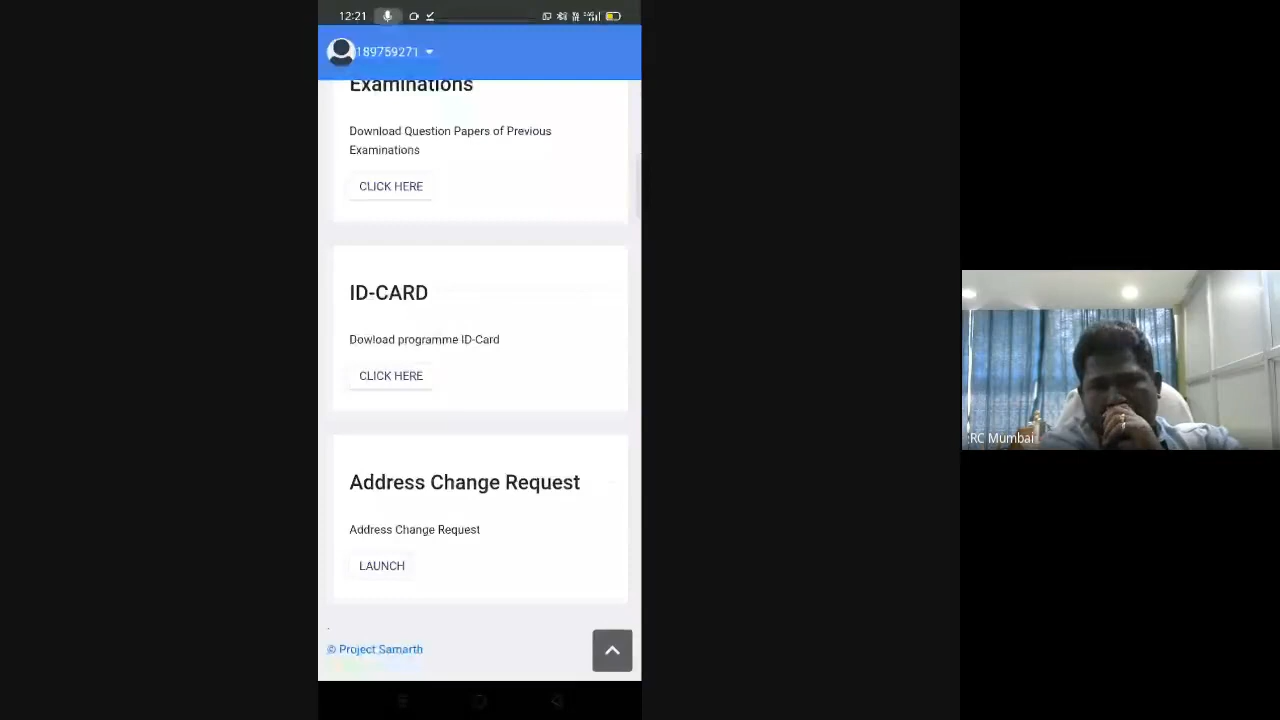 12:21
189759271
Examinations
Download Question Papers of Previous
Examinations
CLICK HERE
ID-CARD
Dowload programme ID-Card
CLICK HERE
Address Change Request
Address Change Request
LAUNCH
© Project Samarth
RC Mumbai